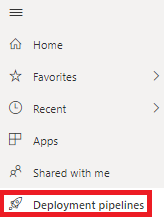 Home
Favorites
Recent
Apps
Shared with me
Deployment pipelines